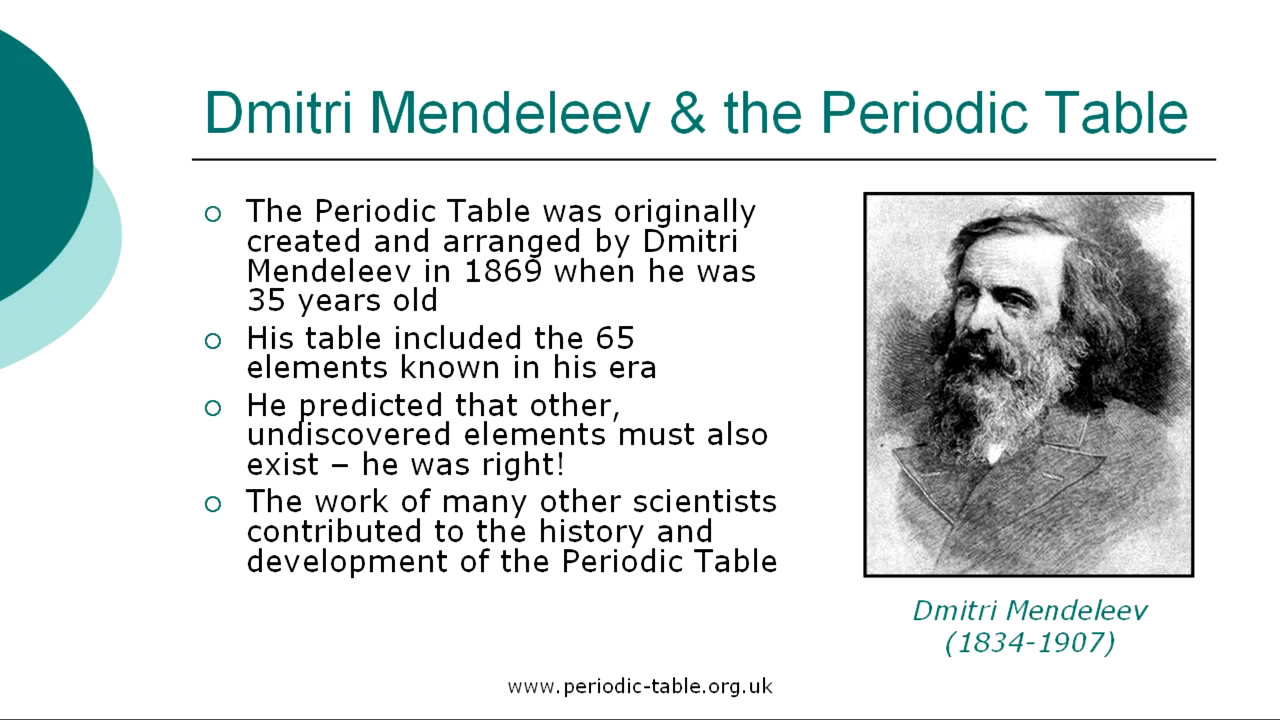 Dmitri Mendeleev & the Periodic Table
The Periodic Table was originally
created and arranged by Dmitri
Mendeleev in 1869 when he was
35 years old
His table included the 65
elements known in his era
He predicted that other,
undiscovered elements must also
exist – he was right!
The work of many other scientists
contributed to the history and
development of the Periodic Table
Dmitri Mendeleev
(1834-1907)
www.periodic-table.org.uk